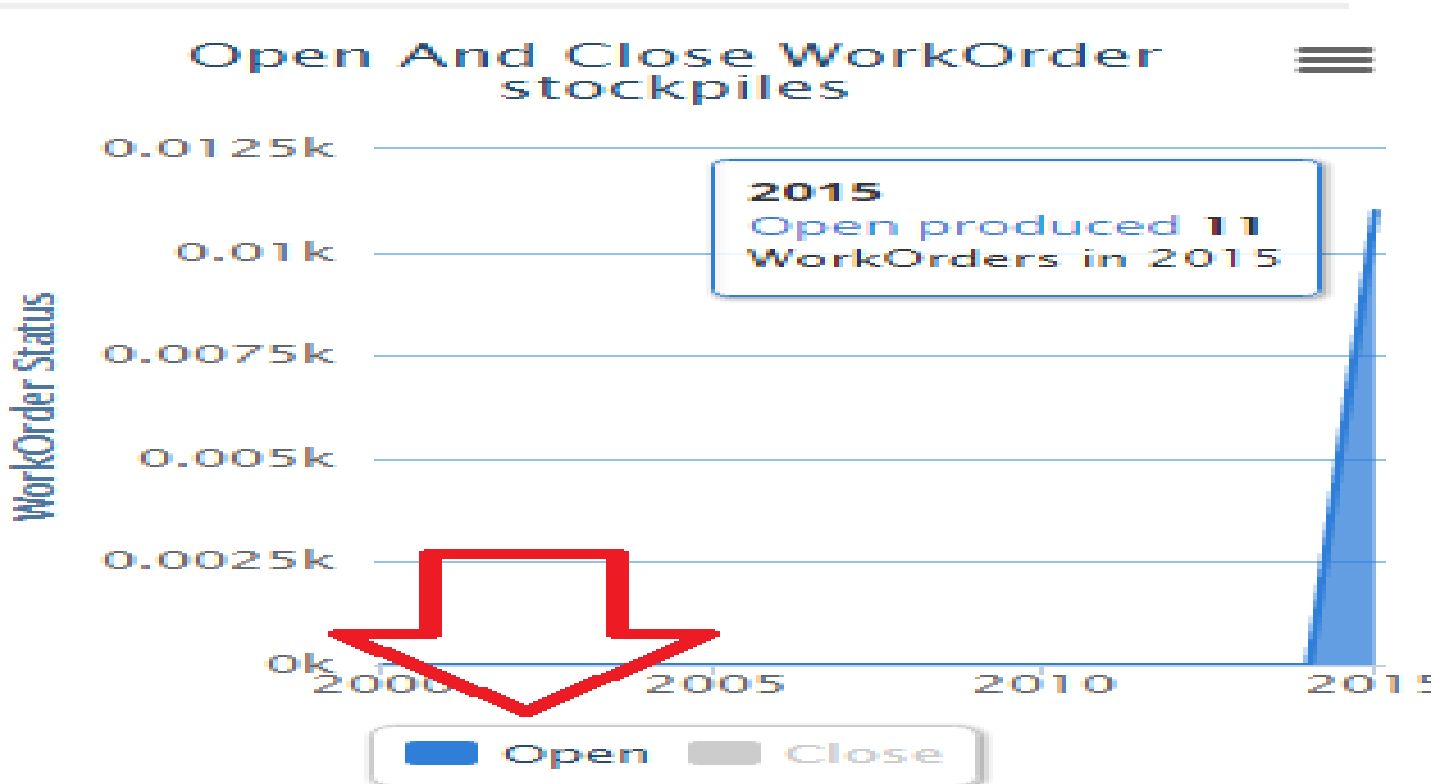 Open And Close WorkOrder
stockpiles
0.0125k
2015
Open produced 11
WorkOrders in 2015
0.01k
0.0075k
WorkOrder Status
0.005k
0.0025k
0k
2000 2005 2010 2015
Open Close